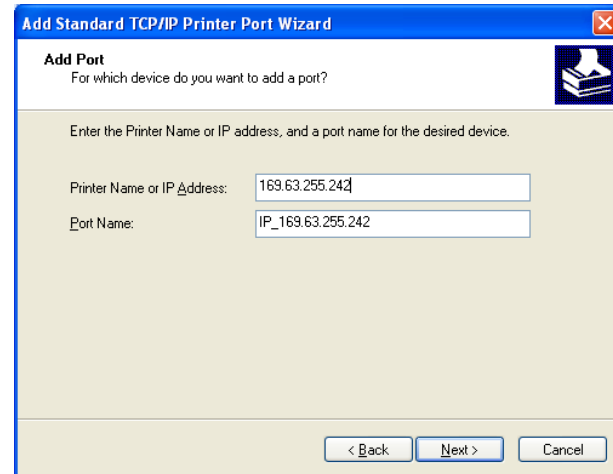 Add Standard TCP/IP Printer Port Wizard
Add Port
For which device do you want to add a port?
Enter the Printer Name or IP address, and a port name for the desired device.
Printer Name or IP Address: 169.63.255.242
Port Name: IP_169.63.255.242
< Back Next > Cancel